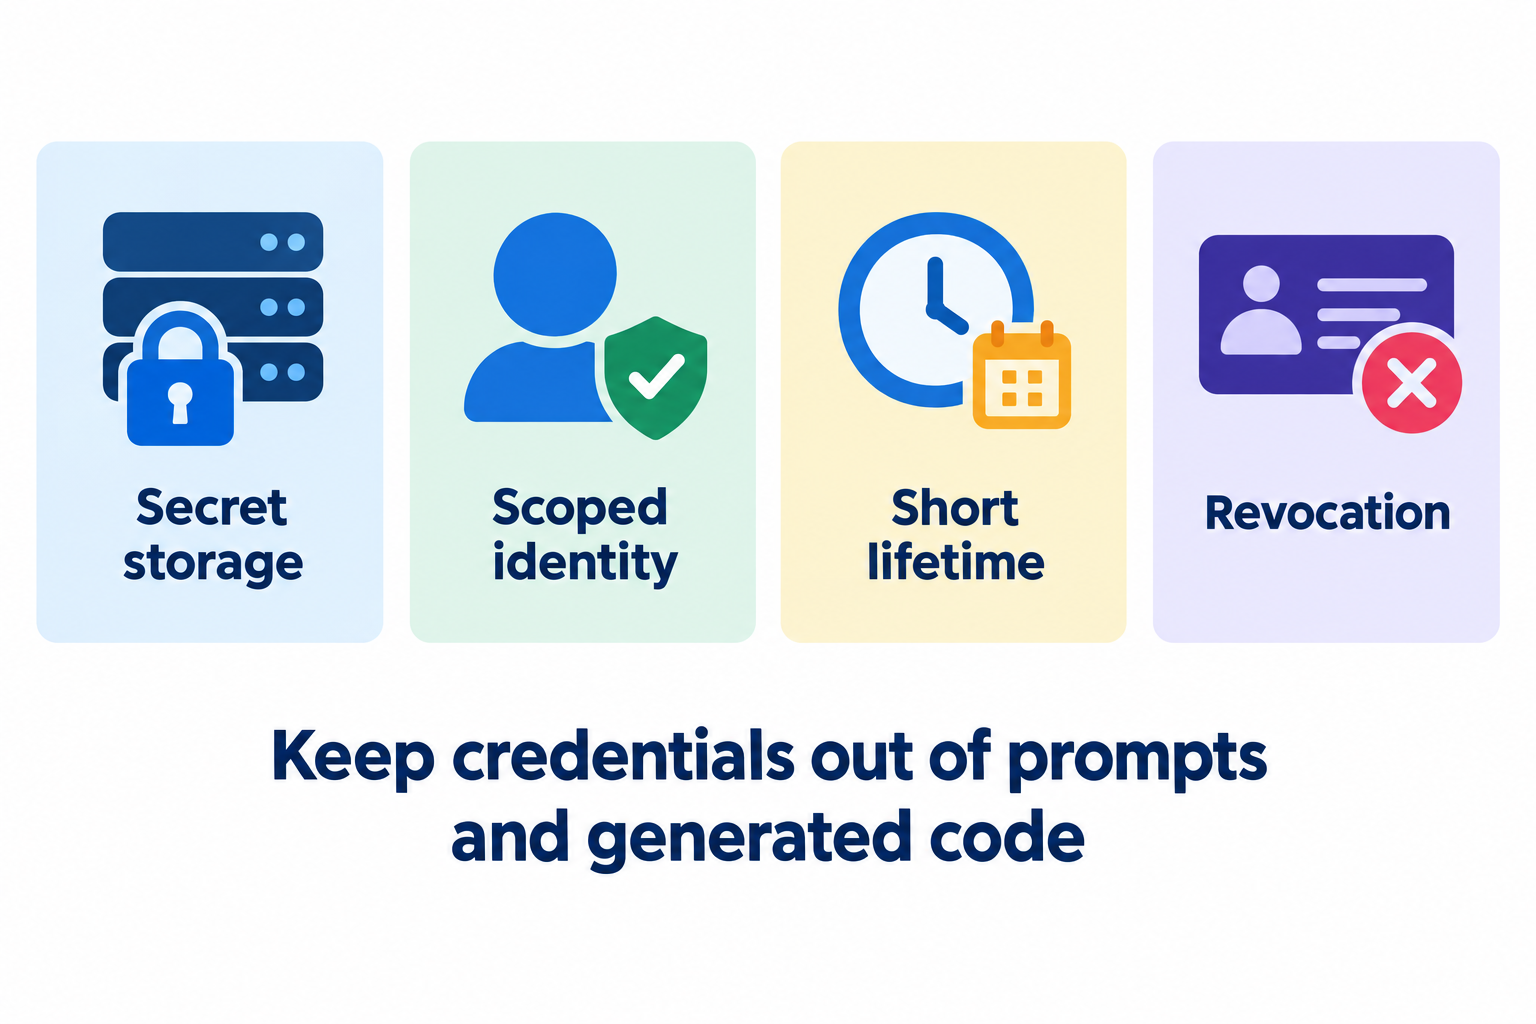 Secret
storage
Scoped
identity
Short
lifetime
Revocation
Keep credentials out of prompts
and generated code